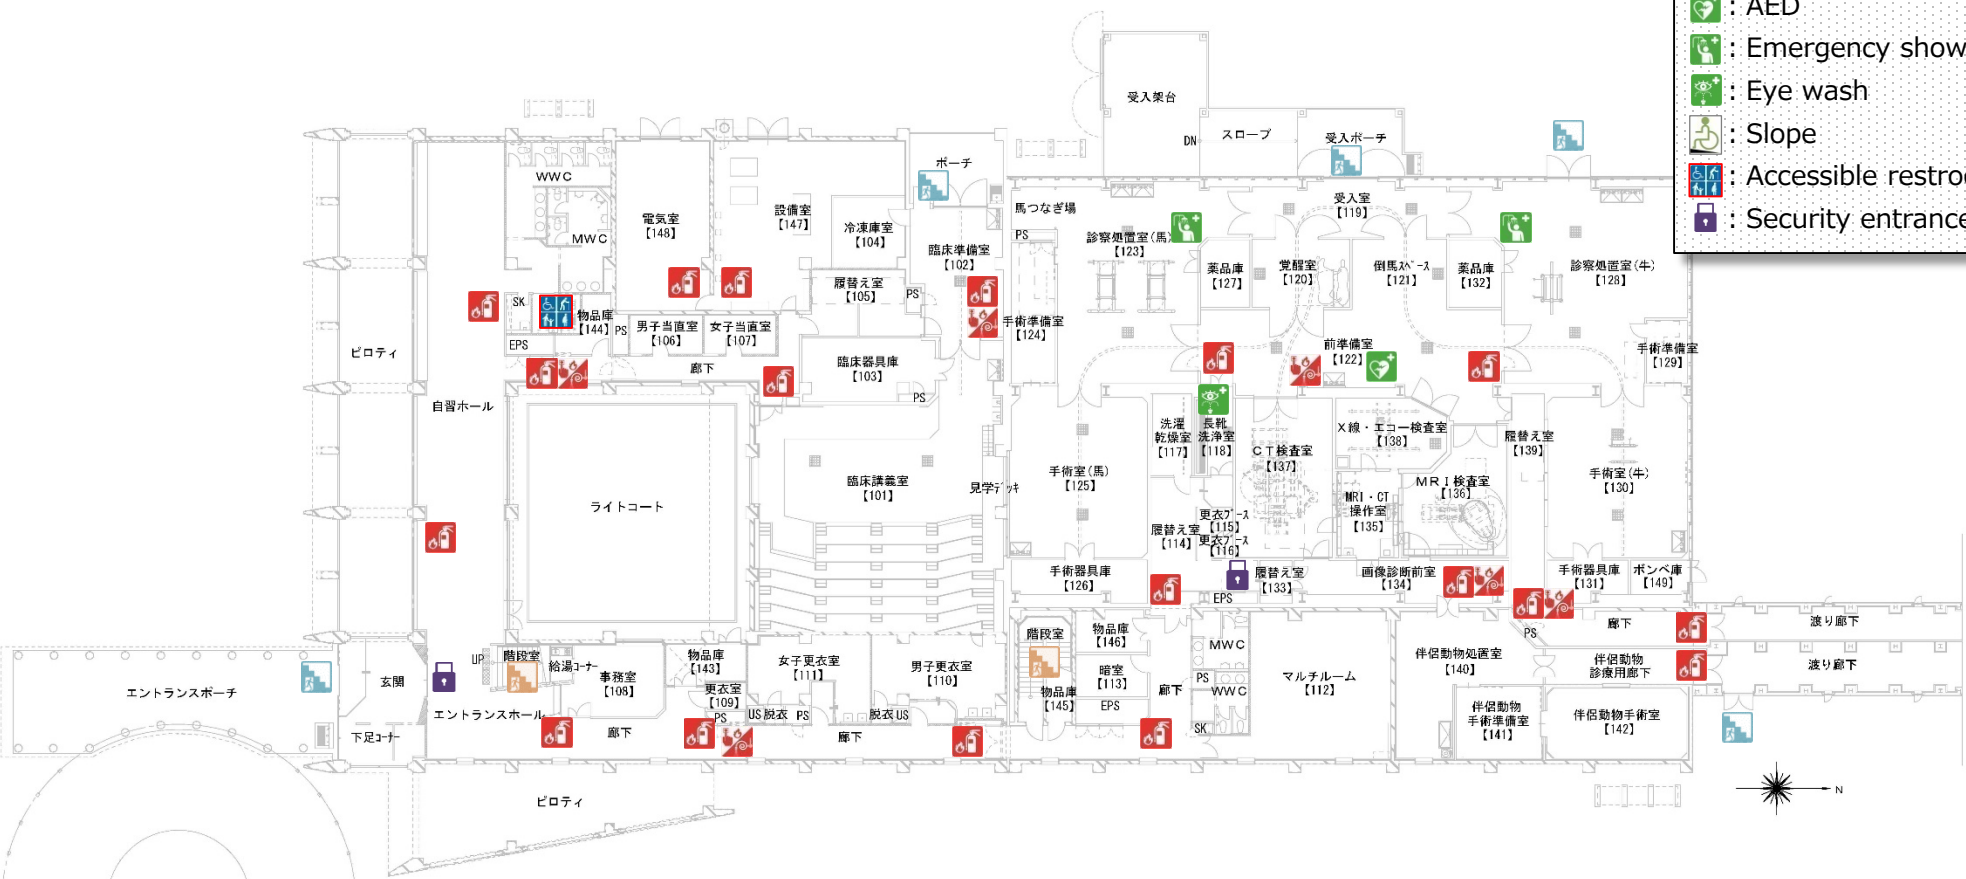 : AED
: Emergency show
: Eye wash
: Slope
: Accessible restroo
: Security entrance
受入架台
DN
スロープ
受入ポーチ
ポーチ
WWC
MWC
電気室
【148】
設備室
【147】
冷凍庫室
【104】
臨床準備室
【102】
履替え室
【105】
PS
SK
物品庫
【144】
PS
EPS
男子当直室
【106】
女子当直室
【107】
廊下
臨床器具庫
【103】
PS
ピロティ
自習ホール
ライトコート
臨床講義室
【101】
見学デッキ
馬つなぎ場
PS
診察処置室(馬)
【123】
手術準備室
【124】
受入室
【119】
薬品庫
【127】
覚醒室
【120】
倒馬スペース
【121】
薬品庫
【132】
診察処置室(牛)
【128】
前準備室
【122】
手術準備室
【129】
手術室(馬)
【125】
洗濯
乾燥室
【117】
長靴
洗浄室
【118】
CT検査室
【137】
X線・エコー検査室
【138】
履替え室
【139】
手術室(牛)
【130】
MRI検査室
【136】
MRI・CT
操作室
【135】
更衣ブース
【115】
更衣ブース
【116】
履替え室
【114】
手術器具庫
【126】
EPS
履替え室
【133】
画像診断前室
【134】
手術器具庫
【131】
ボンベ庫
【149】
エントランスポーチ
玄関
下足コーナー
UP
階段室
給湯コーナー
エントランスホール
事務室
【108】
物品庫
【143】
更衣室
【109】
PS
廊下
女子更衣室
【111】
US
脱衣
PS
男子更衣室
【110】
脱衣
US
廊下
階段室
物品庫
【145】
物品庫
【146】
暗室
【113】
EPS
廊下
MWC
PS
WWC
SK
マルチルーム
【112】
伴侶動物処置室
【140】
PS
廊下
伴侶動物
診療用廊下
伴侶動物
手術準備室
【141】
伴侶動物手術室
【142】
渡り廊下
渡り廊下
ピロティ
N